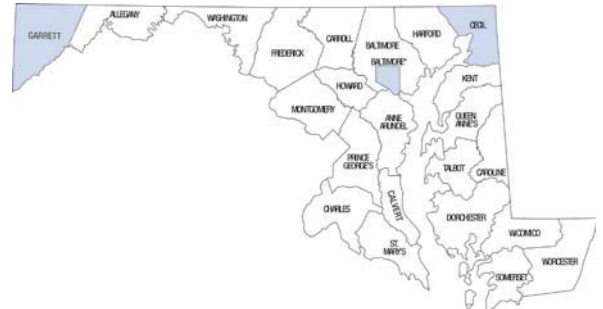 GARRETT
ALLEGANY
WASHINGTON
FREDERICK
CARROLL
BALTIMORE
BALTIMORE*
HARFORD
CECIL
HOWARD
MONTGOMERY
ANNE
ARUNDEL
KENT
QUEEN
ANNE'S
PRINCE
GEORGE'S
TALBOT
CAROLINE
CHARLES
CALVERT
ST.
MARY'S
DORCHESTER
WICOMICO
SOMERSET
WORCESTER